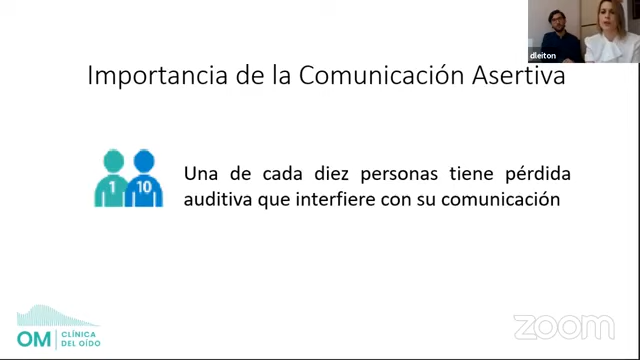 dleiton
Importancia de la Comunicación Asertiva
1 10
Una de cada diez personas tiene pérdida
auditiva que interfiere con su comunicación
OM CLÍNICA
DEL OÍDO
zoom